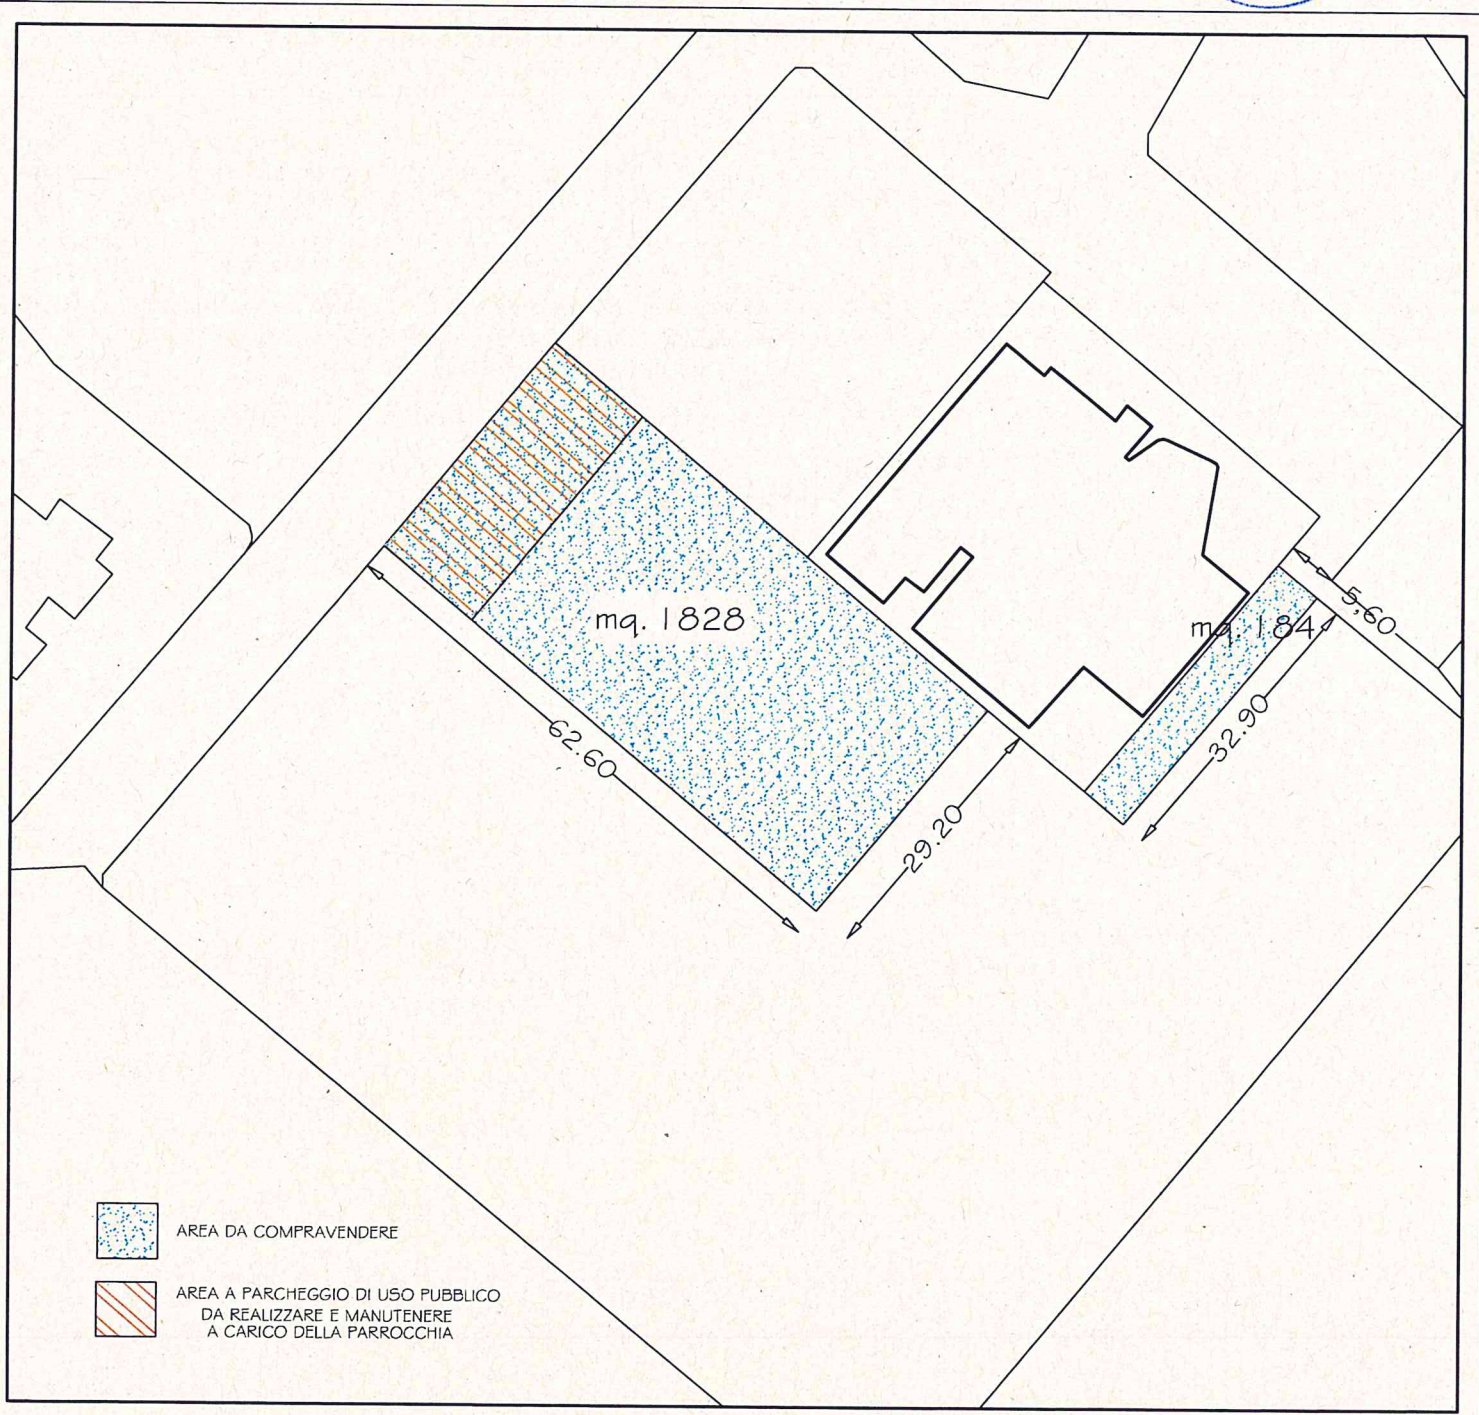 mq. 1828
mq. 184
5.60
62.60
32.90
29.20
AREA DA COMPRAVENDERE
AREA A PARCHEGGIO DI USO PUBBLICO
DA REALIZZARE E MANUTENERE
A CARICO DELLA PARROCCHIA